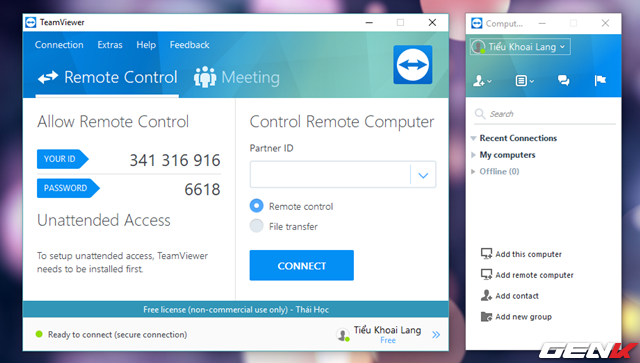 TeamViewer
Connection Extras Help Feedback
Remote Control Meeting
Allow Remote Control
YOUR ID 341 316 916
PASSWORD 6618
Unattended Access
To setup unattended access, TeamViewer
needs to be installed first.
Control Remote Computer
Partner ID
Remote control
File transfer
CONNECT
Free license (non-commercial use only) - Thái Học
Ready to connect (secure connection)
Tiểu Khoai Lang
Free
Comput...
Tiểu Khoai Lang
Search
Recent Connections
My computers
Offline (0)
Add this computer
Add remote computer
Add contact
Add new group
GENK